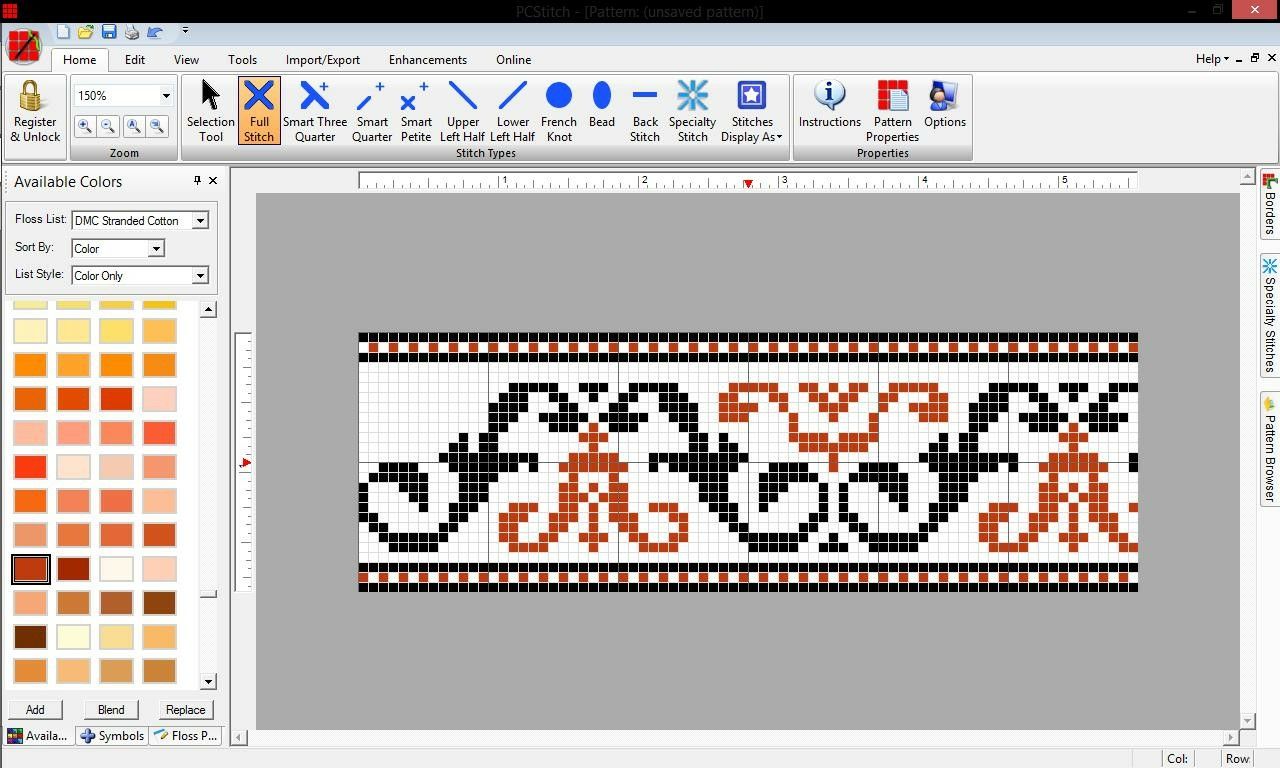 PCStitch - [Pattern: (unsaved pattern)]
Home Edit View Tools Import/Export Enhancements Online Help
Register & Unlock
150%
Zoom
Selection Tool
Full Stitch
Smart Three Quarter
Smart Quarter
Smart Petite
Upper Left Half
Lower Left Half
French Knot
Bead
Back Stitch
Specialty Stitch
Stitches Display As
Stitch Types
Instructions
Pattern Properties
Options
Properties
Available Colors
Floss List: DMC Stranded Cotton
Sort By: Color
List Style: Color Only
1 2 3 4 5
Borders
Specialty Stitches
Pattern Browser
Add Blend Replace
Availa... Symbols Floss P...
Col: Row